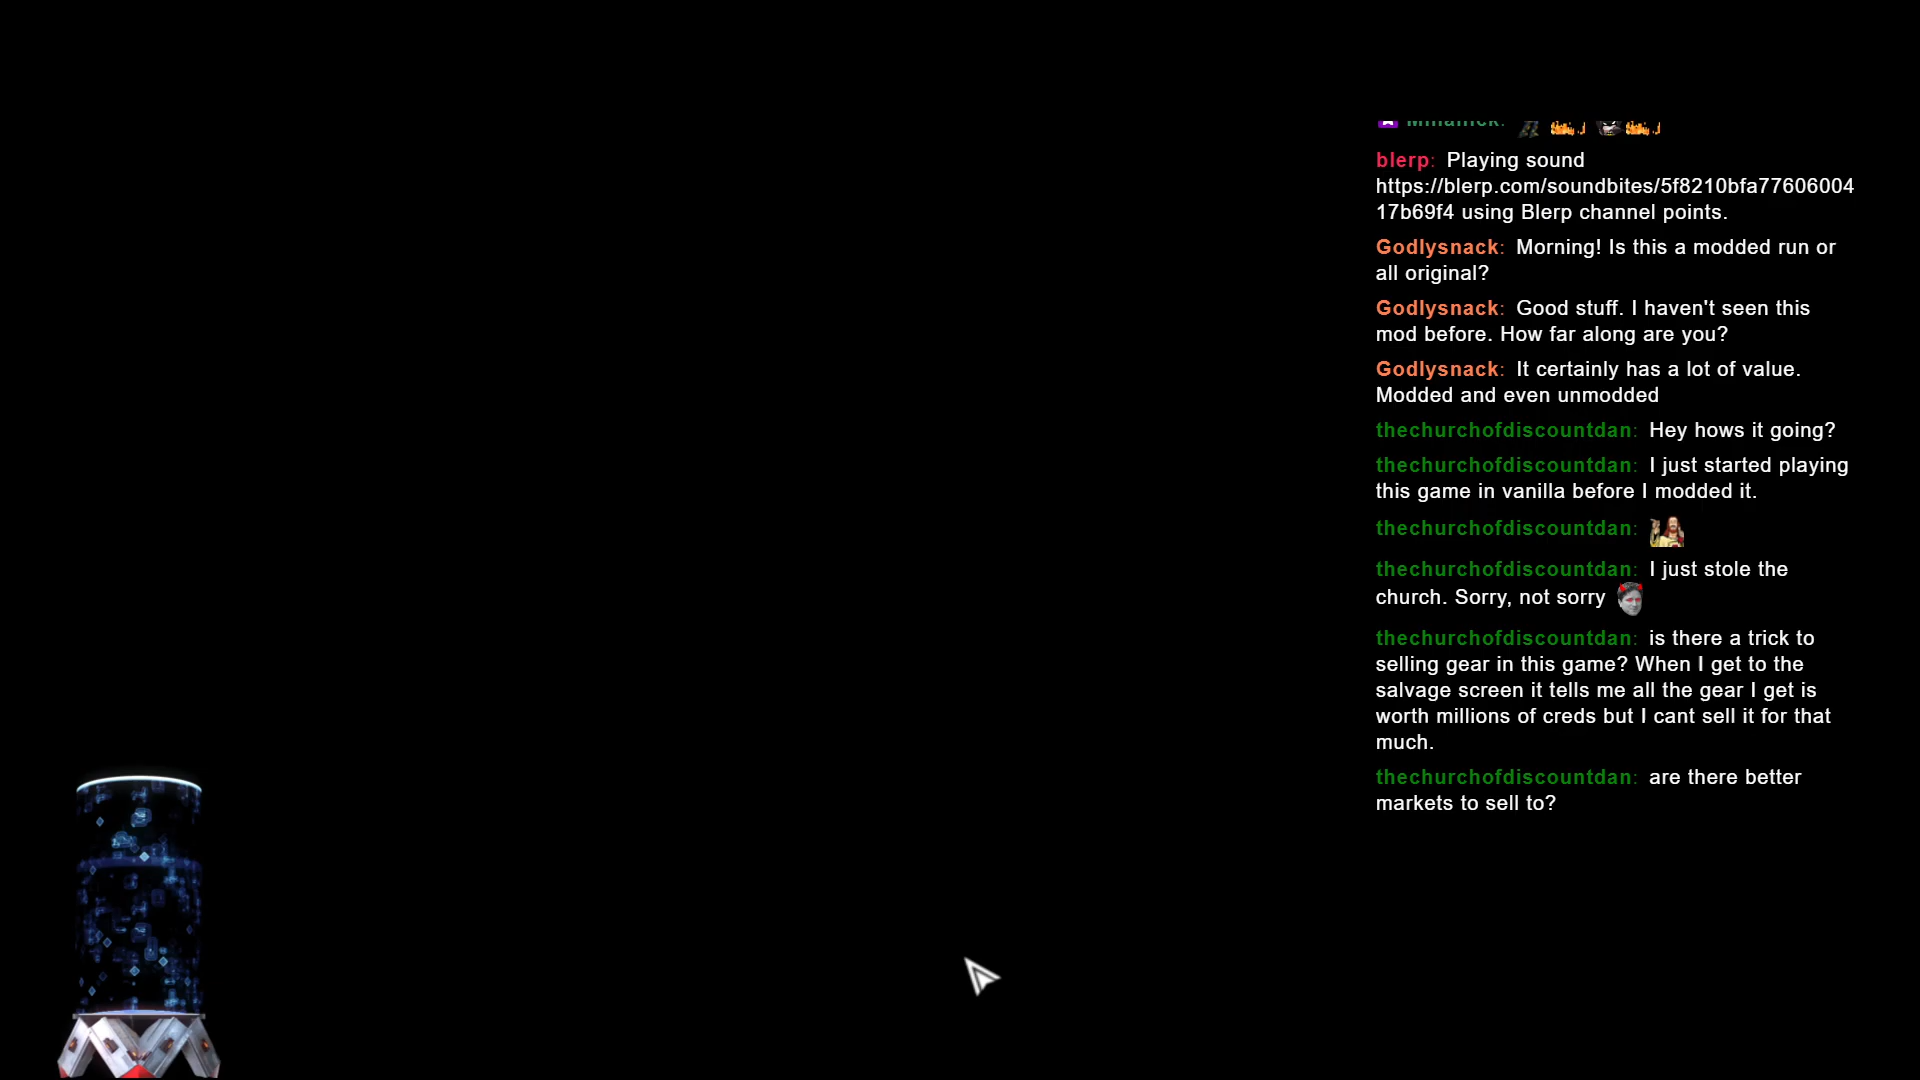 blerp: Playing sound
https://blerp.com/soundbites/5f8210bfa77606004
17b69f4 using Blerp channel points.
Godlysnack: Morning! Is this a modded run or
all original?
Godlysnack: Good stuff. I haven't seen this
mod before. How far along are you?
Godlysnack: It certainly has a lot of value.
Modded and even unmodded
thechurchofdiscountdan: Hey hows it going?
thechurchofdiscountdan: I just started playing
this game in vanilla before I modded it.
thechurchofdiscountdan:
thechurchofdiscountdan: I just stole the
church. Sorry, not sorry
thechurchofdiscountdan: is there a trick to
selling gear in this game? When I get to the
salvage screen it tells me all the gear I get is
worth millions of creds but I cant sell it for that
much.
thechurchofdiscountdan: are there better
markets to sell to?